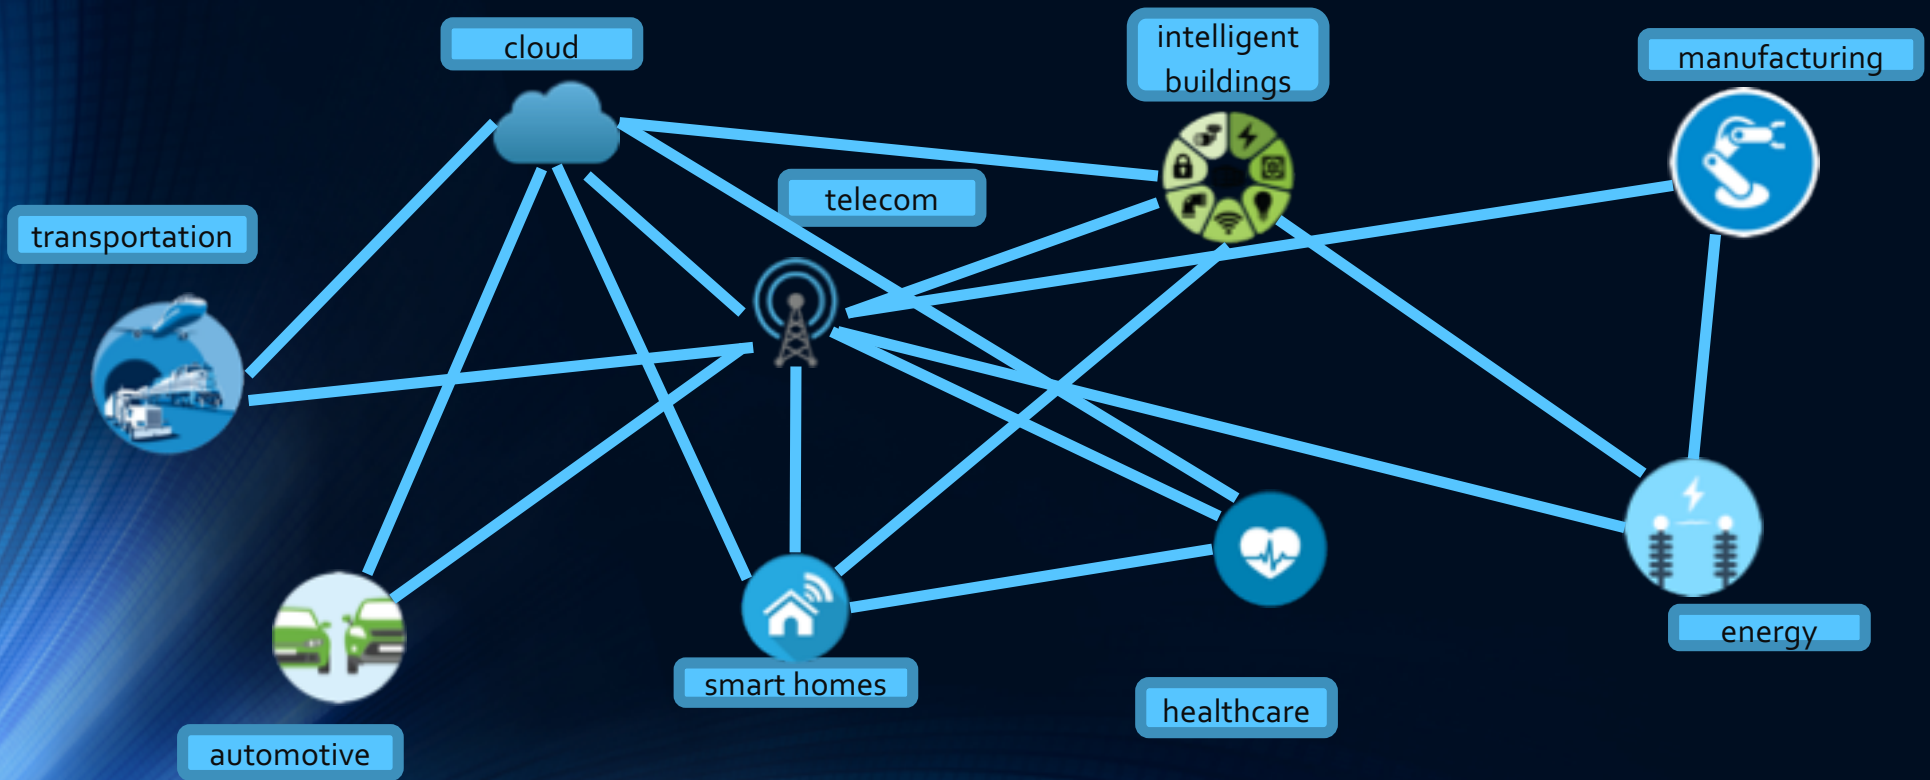 cloud
intelligent
buildings
manufacturing
telecom
transportation
energy
smart homes
healthcare
automotive